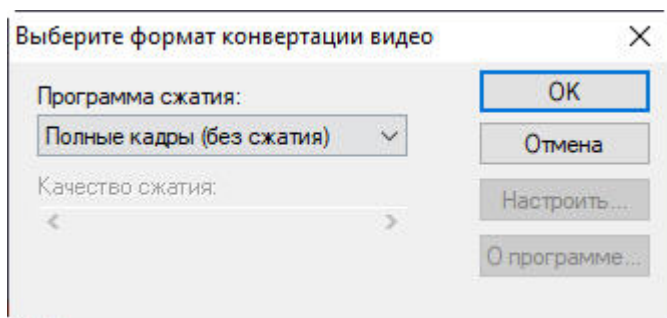 Выберите формат конвертации видео
Программа сжатия:
Полные кадры (без сжатия)
Качество сжатия:
OK
Отмена
Настроить...
О программе...